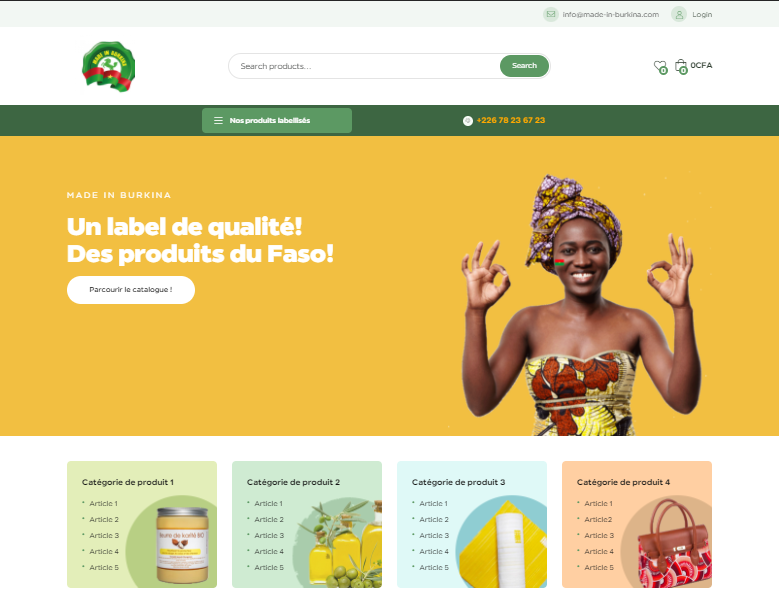 info@made-in-burkina.com
Login
MADE IN BURKINA
Search products...
Search
0
0
0CFA
Nos produits labellisés
+226 78 23 67 23
MADE IN BURKINA
Un label de qualité!
Des produits du Faso!
Parcourir le catalogue !
Catégorie de produit 1
Article 1
Article 2
Article 3
Article 4
Article 5
Beurre de karité BIO
Catégorie de produit 2
Article 1
Article 2
Article 3
Article 4
Article 5
Catégorie de produit 3
Article 1
Article 2
Article 3
Article 4
Article 5
Catégorie de produit 4
Article 1
Article2
Article 3
Article 4
Article 5